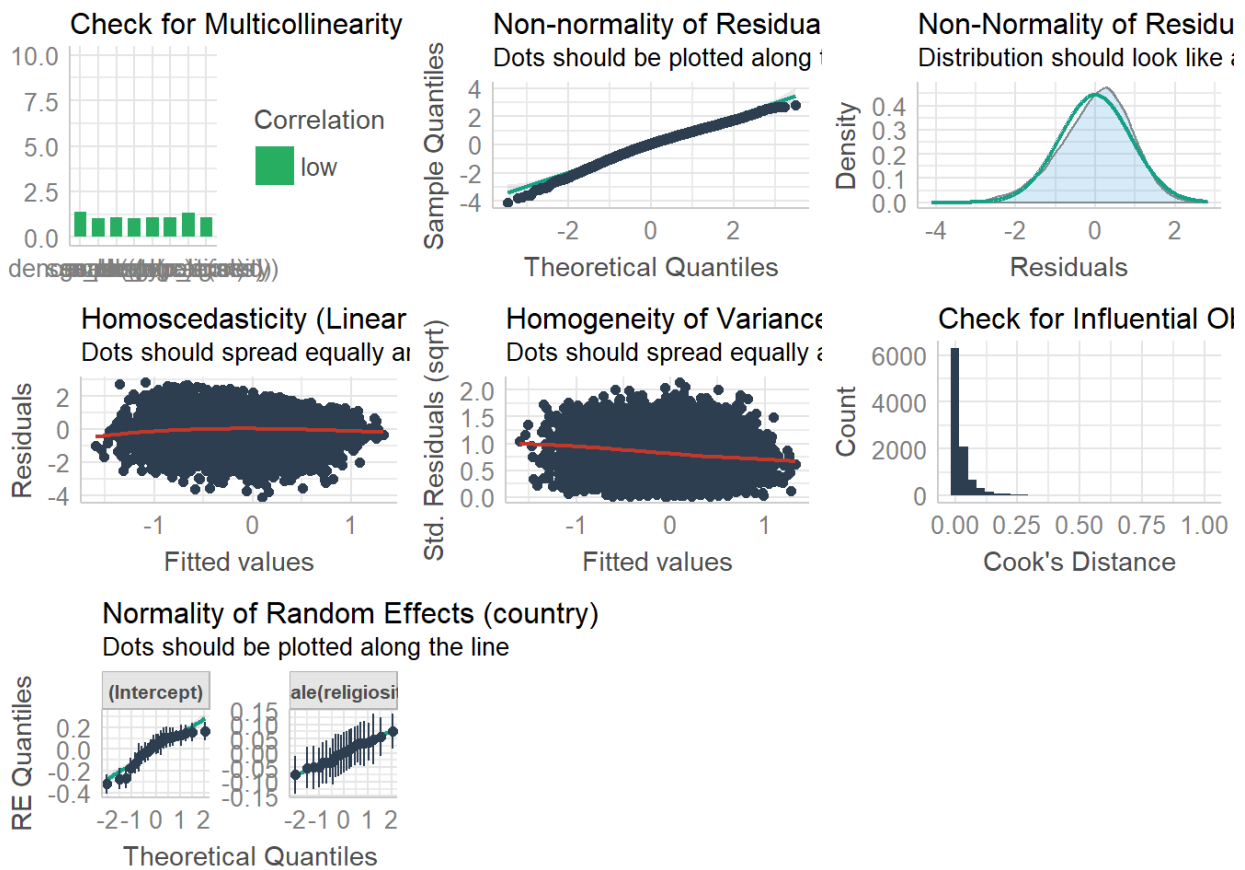 Check for Multicollinearity
10.0
7.5
5.0
2.5
0.0
Correlation
low
Non-normality of Residua
Dots should be plotted along
Sample Quantiles
4
2
0
-2
-4
-2 0 2
Theoretical Quantiles
Non-Normality of Residu
Distribution should look like a
Density
0.4
0.3
0.2
0.1
0.0
-4 -2 0 2
Residuals
Homoscedasticity (Linear
Dots should spread equally ar
Residuals
2
0
-2
-4
-1 0 1
Fitted values
Homogeneity of Variance
Dots should spread equally a
Std. Residuals (sqrt)
2.0
1.5
1.0
0.5
0.0
-1 0 1
Fitted values
Check for Influential Ob
Count
6000
4000
2000
0
0.00 0.25 0.50 0.75 1.00
Cook's Distance
Normality of Random Effects (country)
Dots should be plotted along the line
RE Quantiles
(Intercept)
0.2
0.0
-0.2
-0.4
-2 -1 0 1 2
ale(religiosit
0.15
0.10
0.05
0.00
-0.05
-0.10
-0.15
-2 -1 0 1 2
Theoretical Quantiles